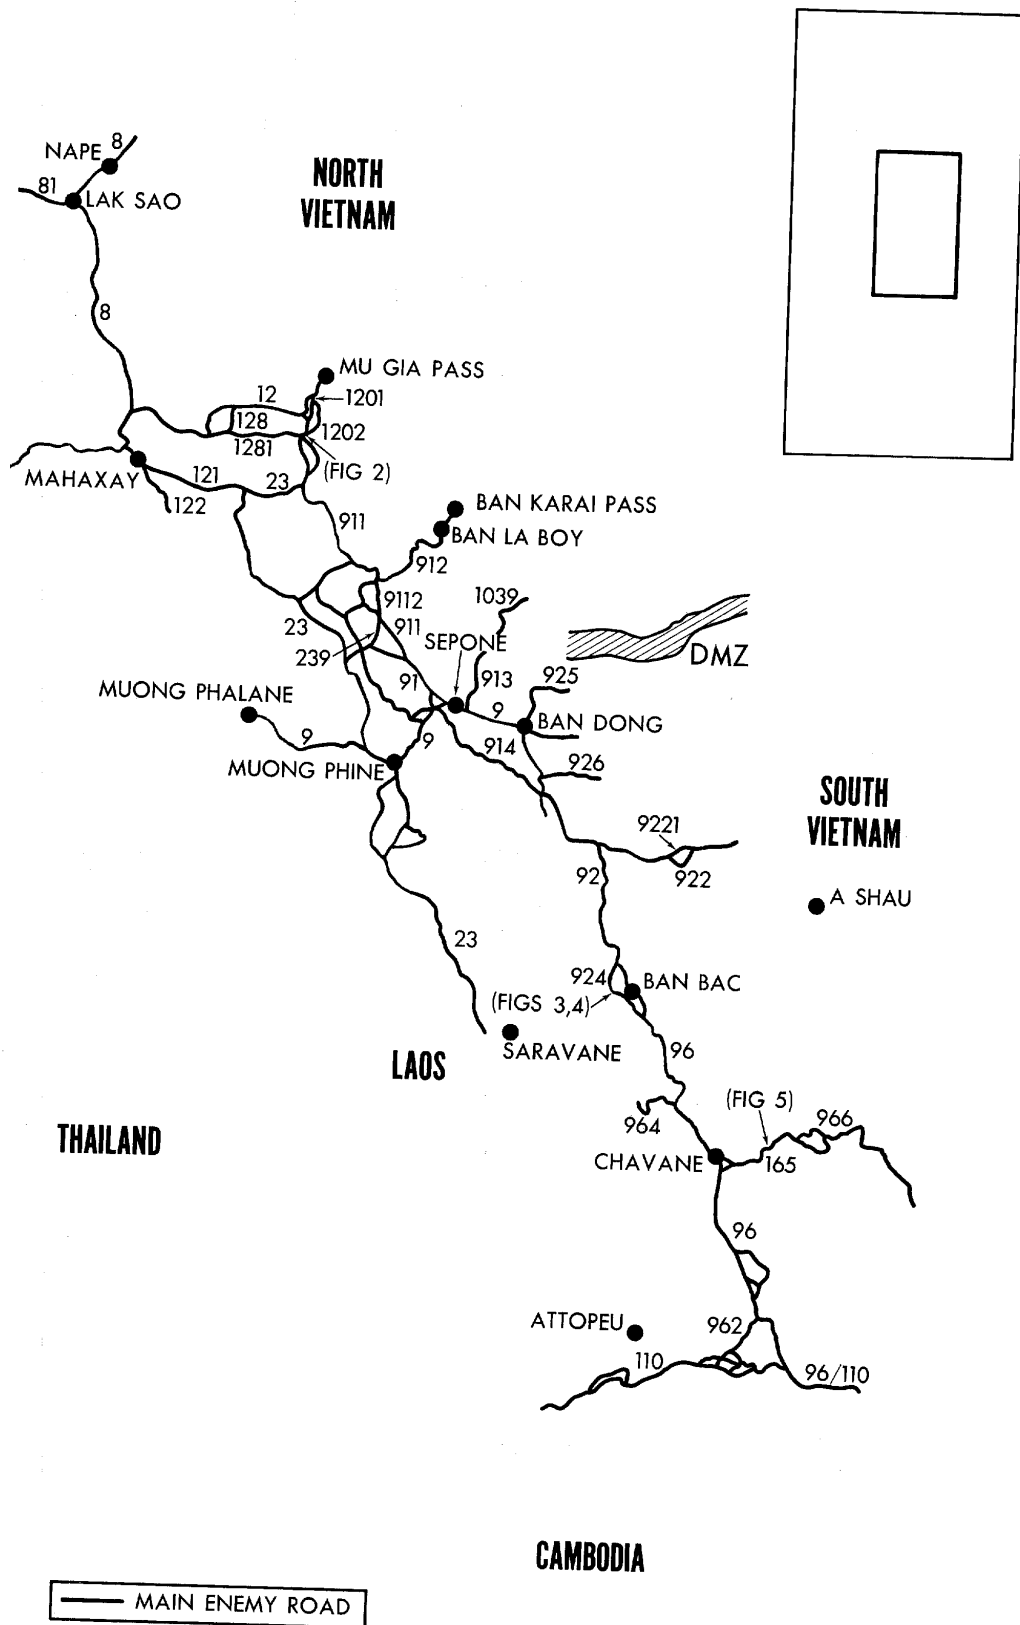 8
NAPE
81
LAK SAO
NORTH
VIETNAM
8
MU GIA PASS
12
1201
128
1202
1281
(FIG 2)
MAHAXAY
121
23
122
911
BAN KARAI PASS
BAN LA BOY
912
9112
1039
23
911
SEPONE
239
DMZ
913
925
91
MUONG PHALANE
9
BAN DONG
9
9
914
926
MUONG PHINE
SOUTH
VIETNAM
9221
92
922
A SHAU
23
924
BAN BAC
(FIGS 3,4)
SARAVANE
96
LAOS
(FIG 5)
966
964
THAILAND
CHAVANE
165
96
ATTOPEU
962
110
96/110
CAMBODIA
MAIN ENEMY ROAD